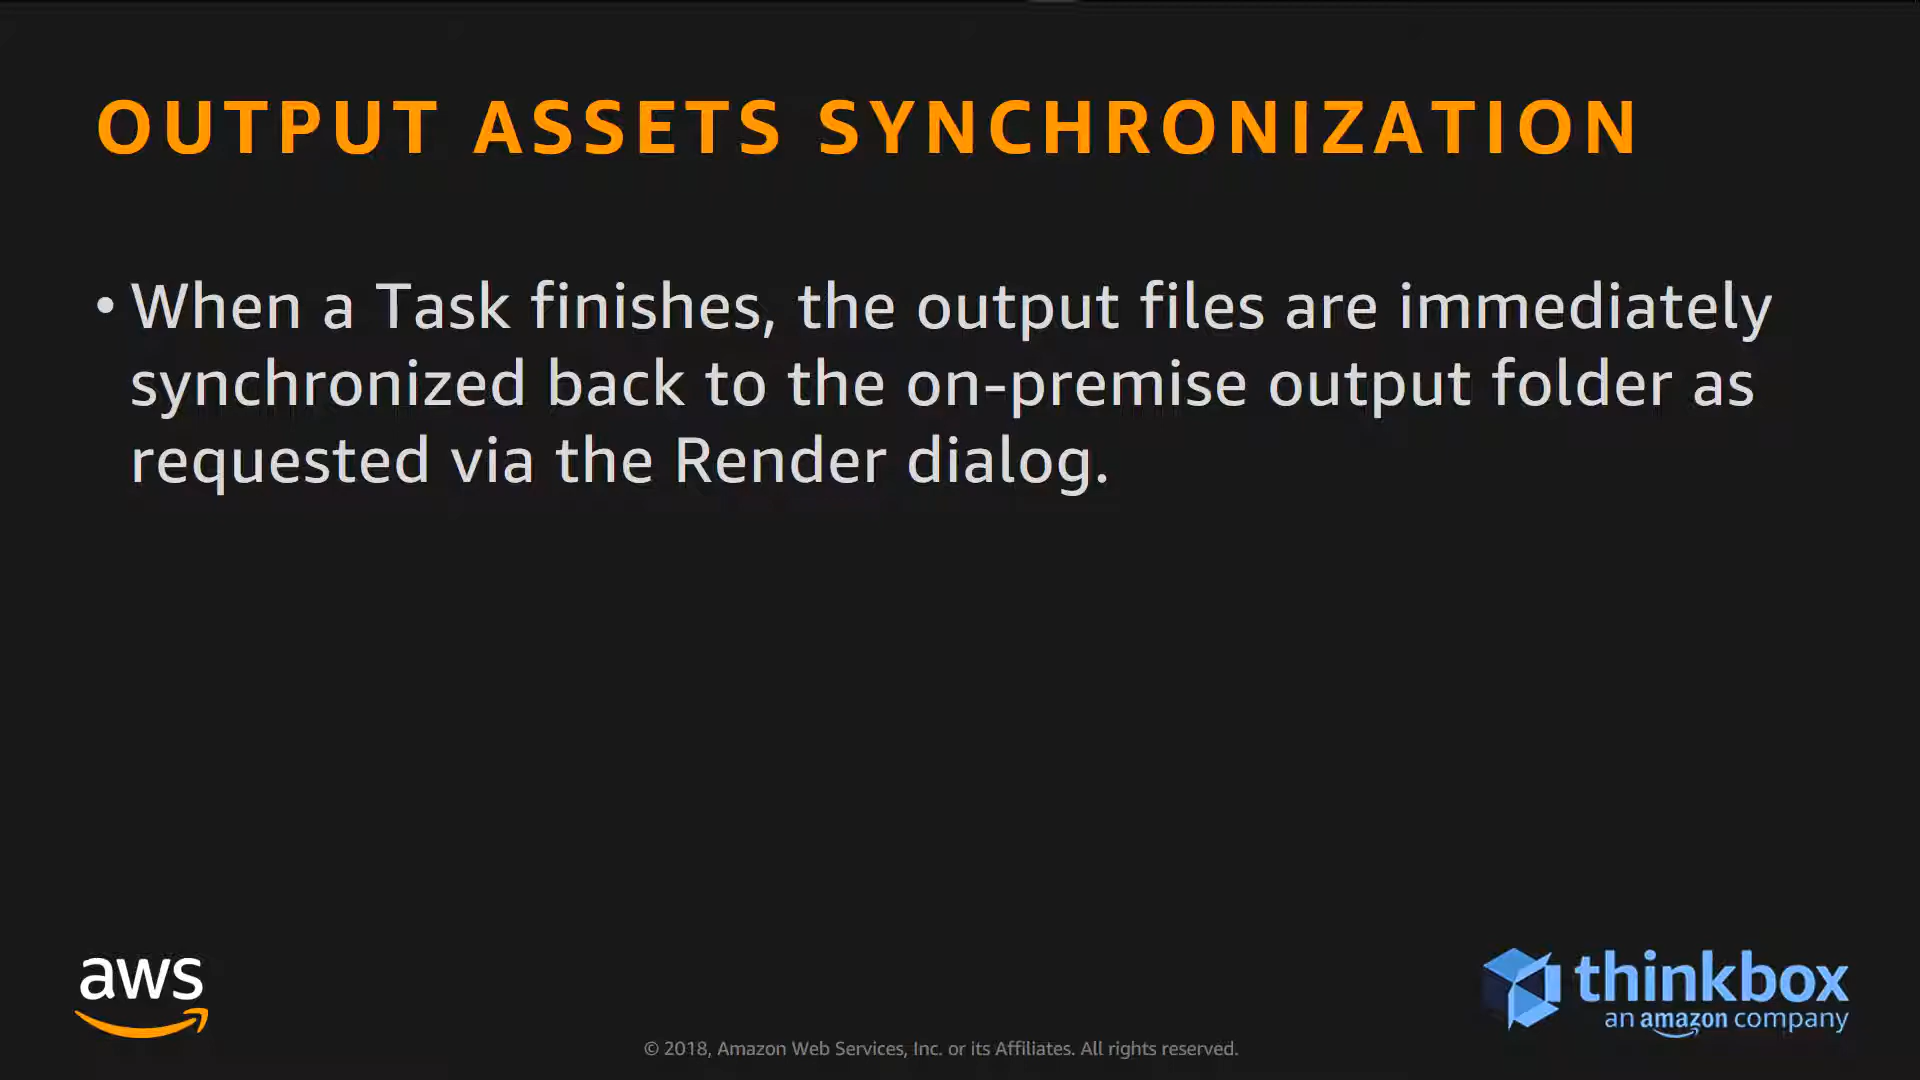 OUTPUT ASSETS SYNCHRONIZATION
• When a Task finishes, the output files are immediately
synchronized back to the on-premise output folder as
requested via the Render dialog.
aws
thinkbox
an amazon company
© 2018, Amazon Web Services, Inc. or its Affiliates. All rights reserved.